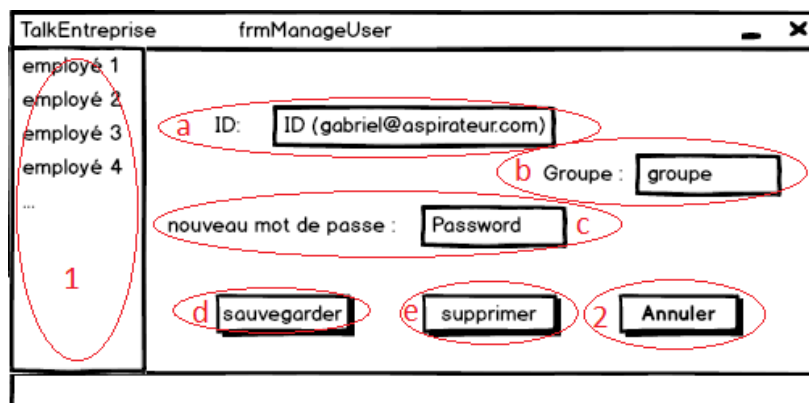 TalkEntreprise frmManageUser
employé 1
employé 2
employé 3
employé 4
...
1
a ID: ID (gabriel@aspirateur.com)
b Groupe : groupe
nouveau mot de passe : Password c
d sauvegarder
e supprimer
2 Annuler